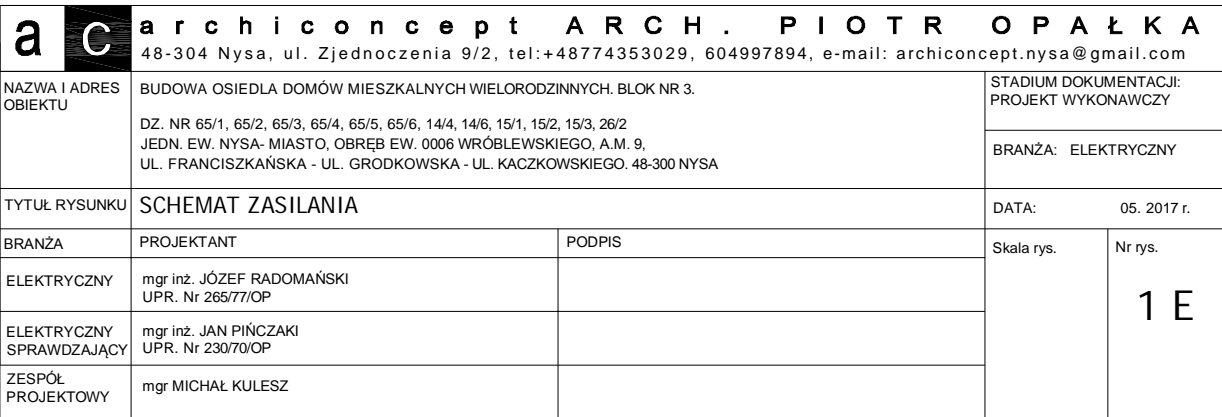 ac archiconcept ARCH. PIOTR OPAŁKA
48-304 Nysa, ul. Zjednoczenia 9/2, tel:+48774353029, 604997894, e-mail: archiconcept.nysa@gmail.com
NAZWA I ADRES
OBIEKTU
BUDOWA OSIEDLA DOMÓW MIESZKALNYCH WIELORODZINNYCH. BLOK NR 3.
DZ. NR 65/1, 65/2, 65/3, 65/4, 65/5, 65/6, 14/4, 14/6, 15/1, 15/2, 15/3, 26/2
JEDN. EW. NYSA- MIASTO, OBRĘB EW. 0006 WRÓBLEWSKIEGO, A.M. 9,
UL. FRANCISZKAŃSKA - UL. GRODKOWSKA - UL. KACZKOWSKIEGO. 48-300 NYSA
STADIUM DOKUMENTACJI:
PROJEKT WYKONAWCZY
BRANŻA: ELEKTRYCZNY
TYTUŁ RYSUNKU SCHEMAT ZASILANIA
DATA: 05. 2017 r.
BRANŻA PROJEKTANT PODPIS
Skala rys. Nr rys.
1 E
ELEKTRYCZNY
mgr inż. JÓZEF RADOMAŃSKI
UPR. Nr 265/77/OP
ELEKTRYCZNY
SPRAWDZAJĄCY
mgr inż. JAN PIŃCZAKI
UPR. Nr 230/70/OP
ZESPÓŁ
PROJEKTOWY
mgr MICHAŁ KULESZ